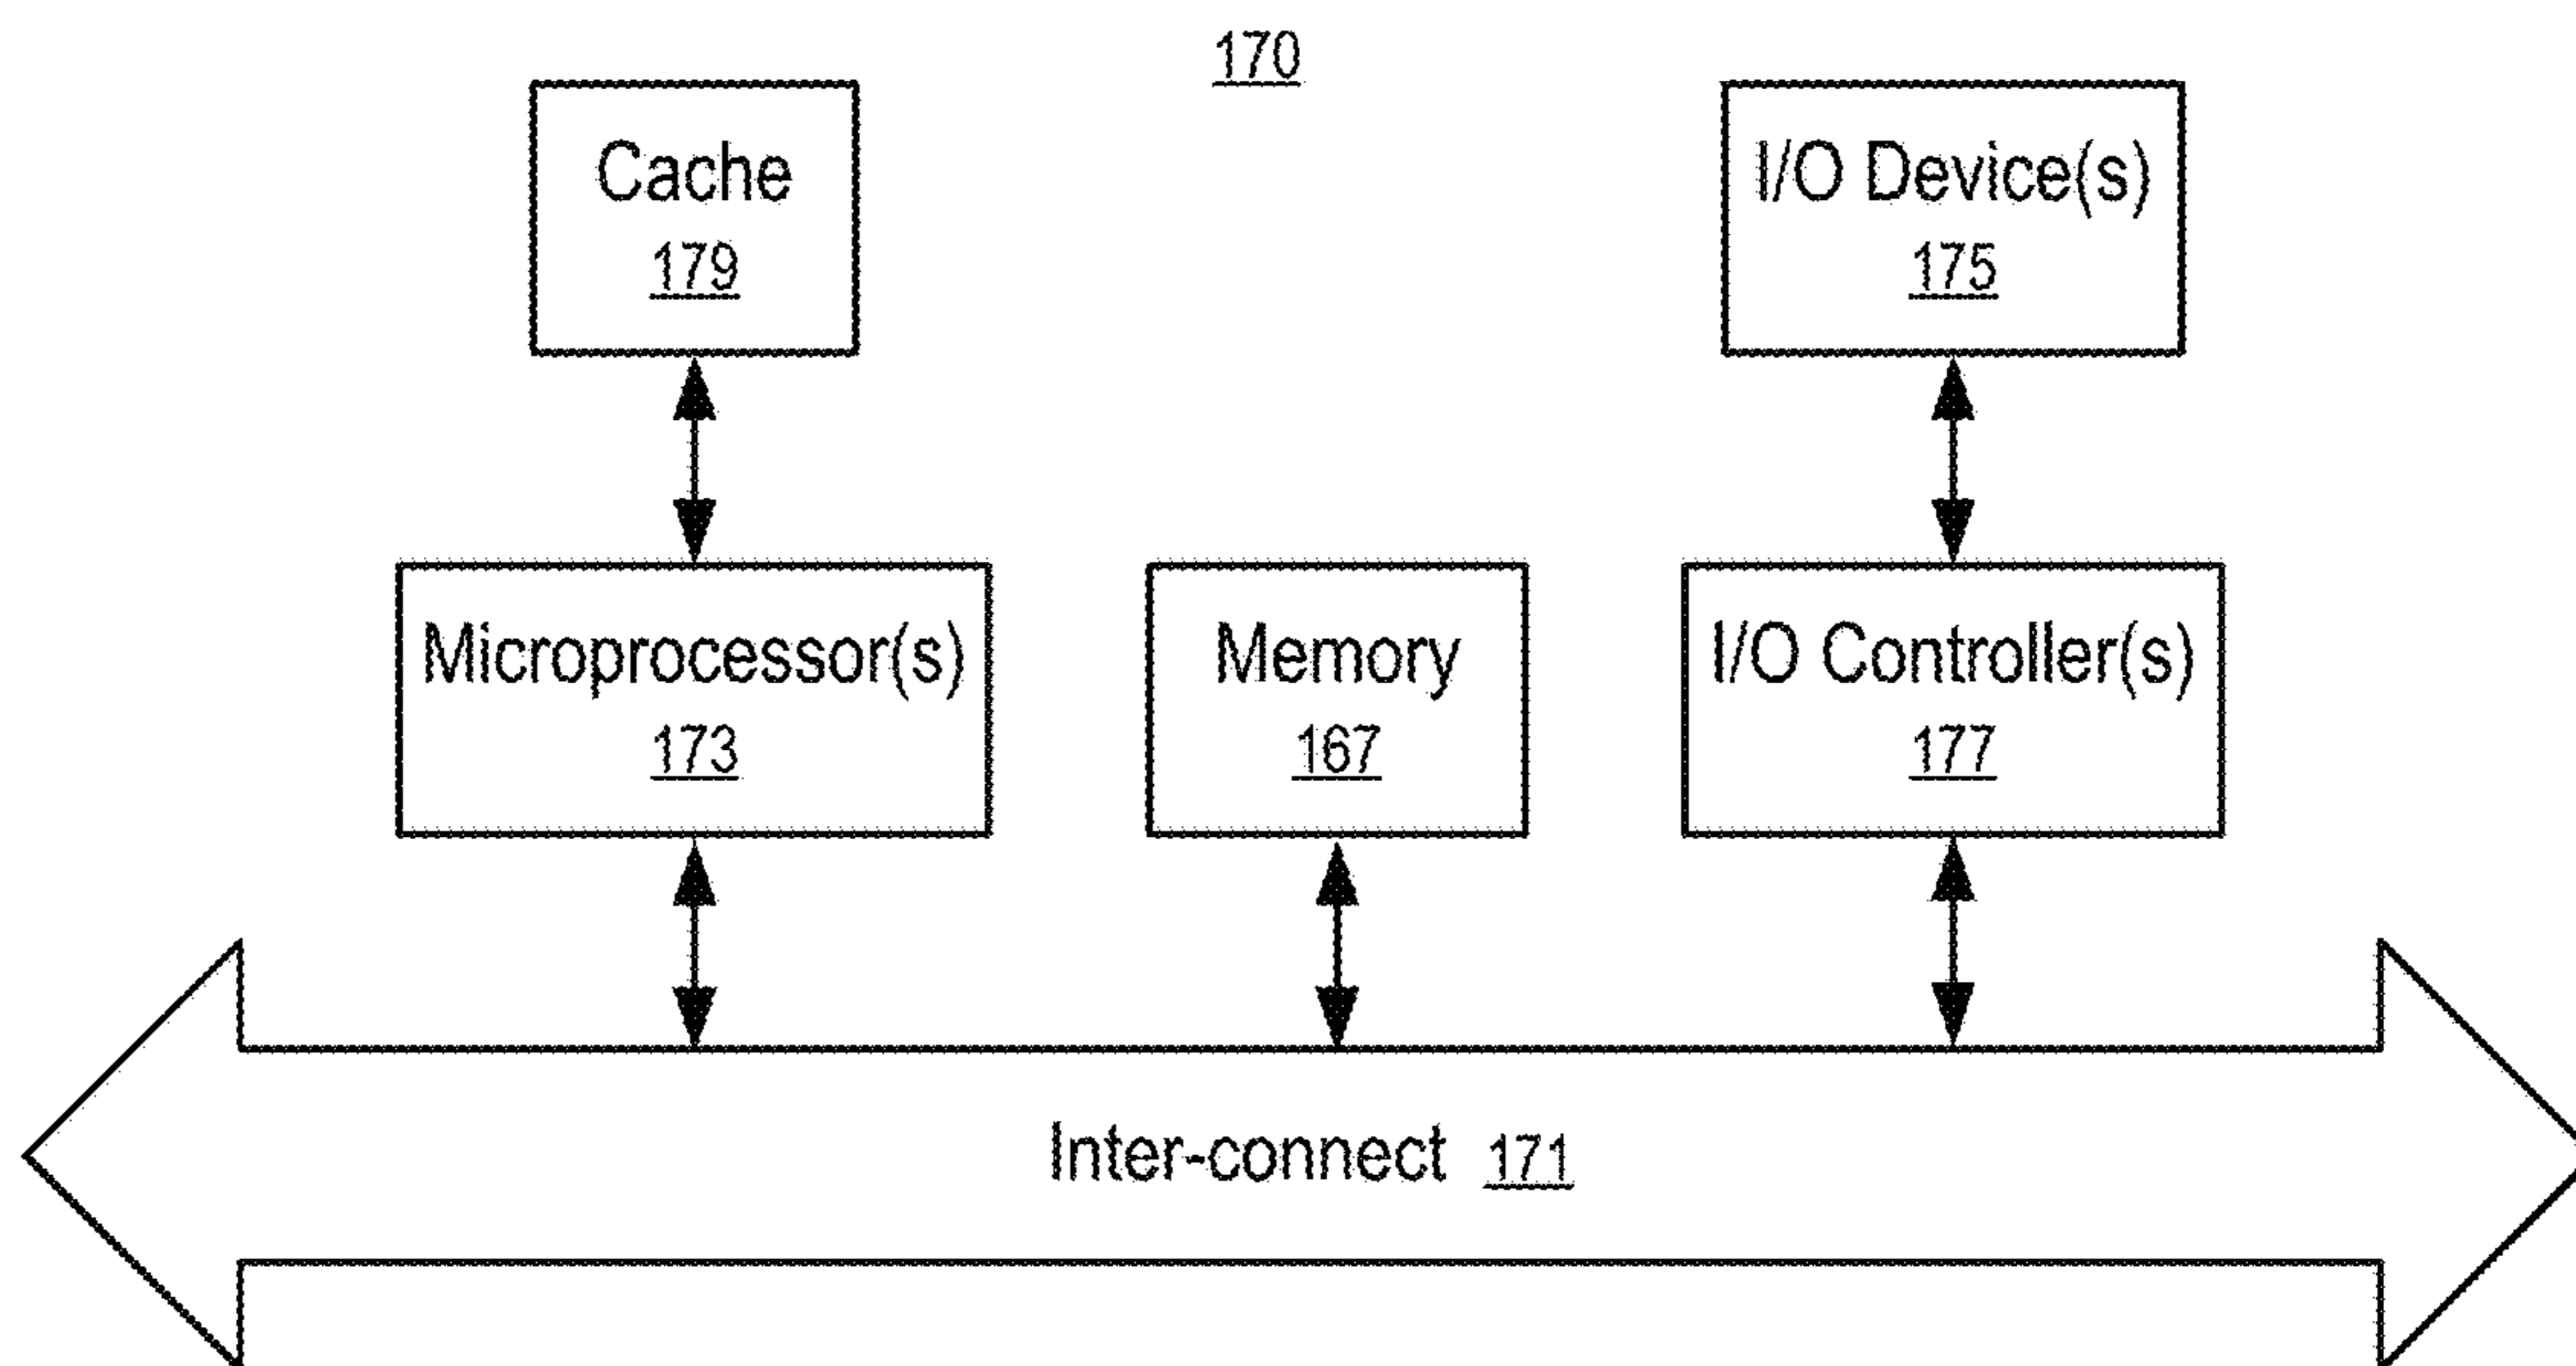 170
Cache
179
I/O Device(s)
175
Microprocessor(s)
173
Memory
167
I/O Controller(s)
177
Inter-connect 171